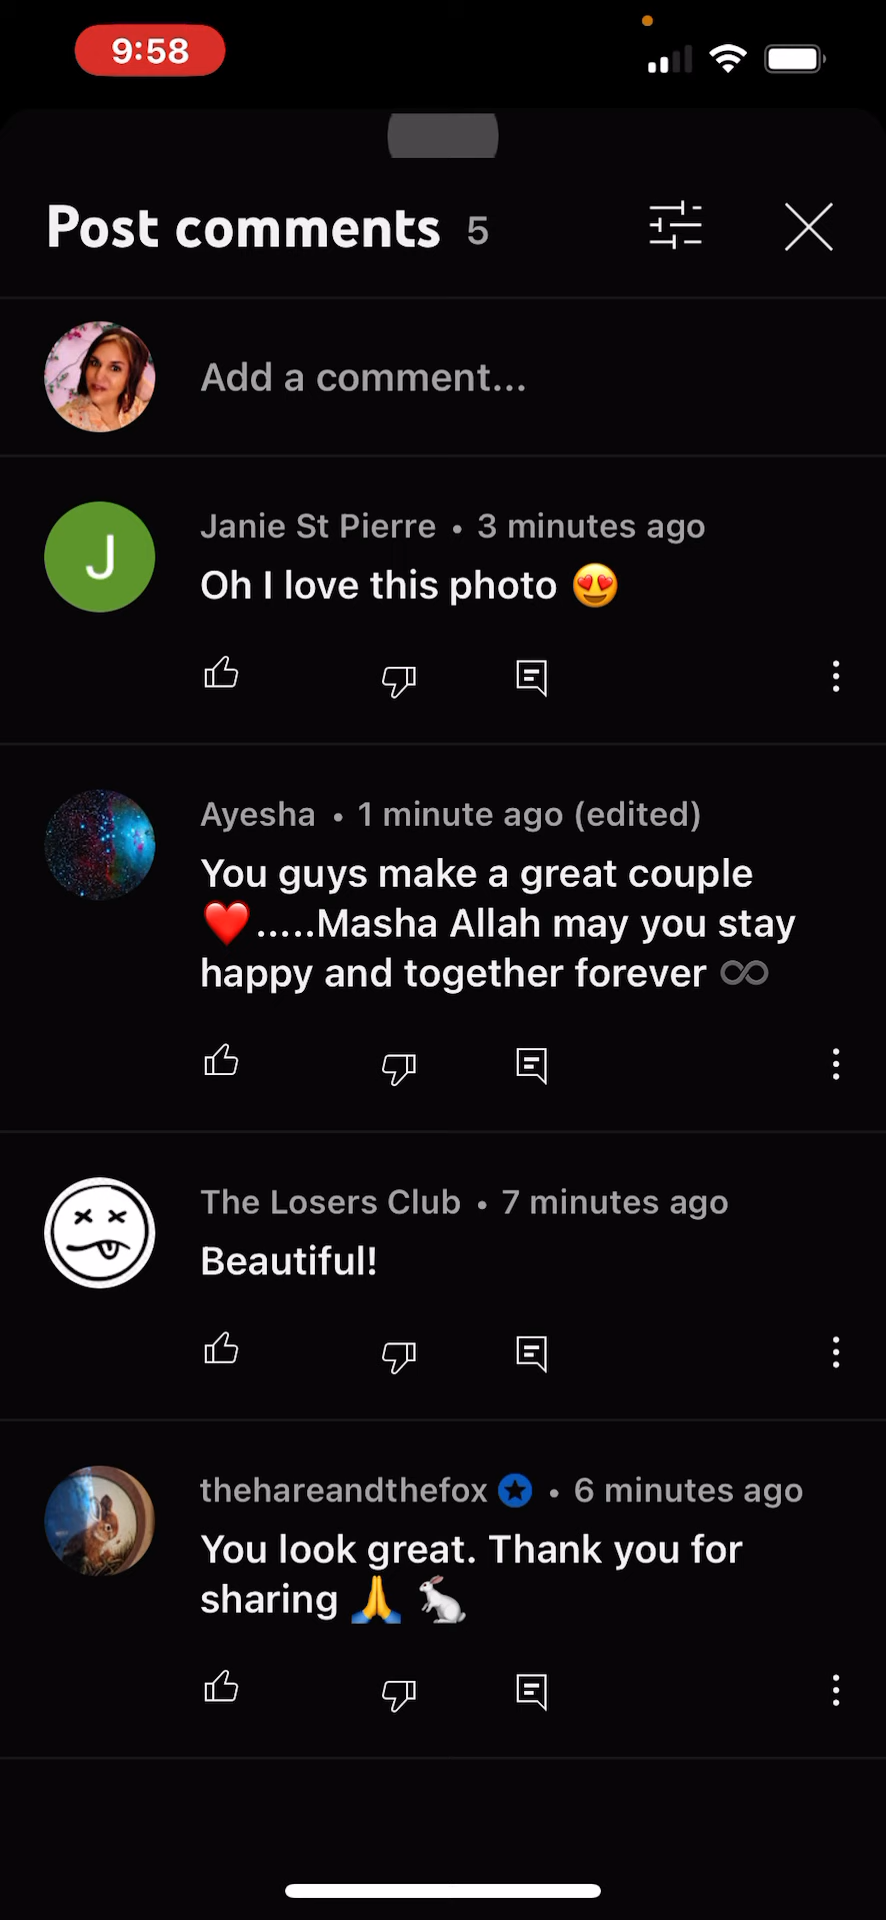 9:58
Post comments 5
Add a comment...
J
Janie St Pierre • 3 minutes ago
Oh I love this photo 😍
Ayesha • 1 minute ago (edited)
You guys make a great couple
❤️.....Masha Allah may you stay
happy and together forever ♾
The Losers Club • 7 minutes ago
Beautiful!
thehareandthefox • 6 minutes ago
You look great. Thank you for
sharing 🙏 🐇